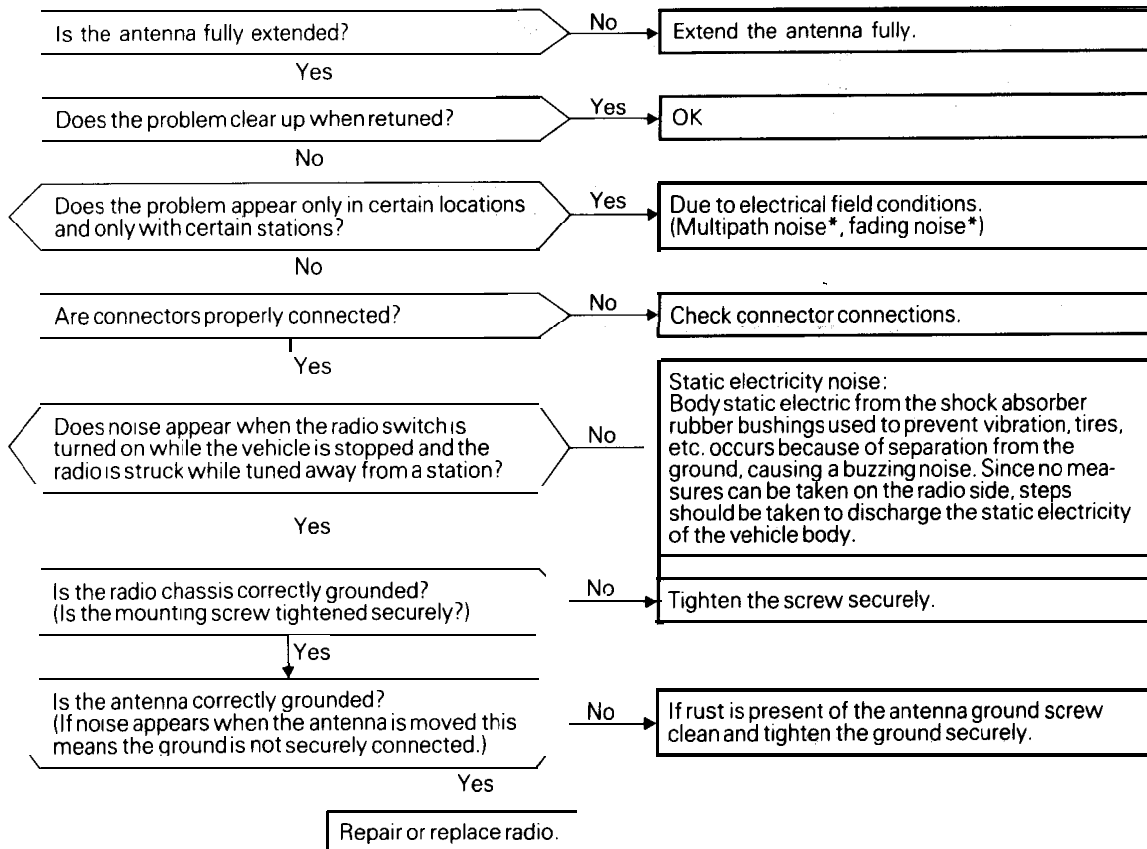 Is the antenna fully extended?
No
Extend the antenna fully.
Yes
Does the problem clear up when retuned?
Yes
OK
No
Does the problem appear only in certain locations
and only with certain stations?
Yes
Due to electrical field conditions.
(Multipath noise*, fading noise*)
No
Are connectors properly connected?
No
Check connector connections.
Yes
Does noise appear when the radio switch is
turned on while the vehicle is stopped and the
radio is struck while tuned away from a station?
No
Static electricity noise:
Body static electric from the shock absorber
rubber bushings used to prevent vibration, tires,
etc. occurs because of separation from the
ground, causing a buzzing noise. Since no mea-
sures can be taken on the radio side, steps
should be taken to discharge the static electricity
of the vehicle body.
Yes
Is the radio chassis correctly grounded?
(Is the mounting screw tightened securely?)
No
Tighten the screw securely.
Yes
Is the antenna correctly grounded?
(If noise appears when the antenna is moved this
means the ground is not securely connected.)
No
If rust is present of the antenna ground screw
clean and tighten the ground securely.
Yes
Repair or replace radio.